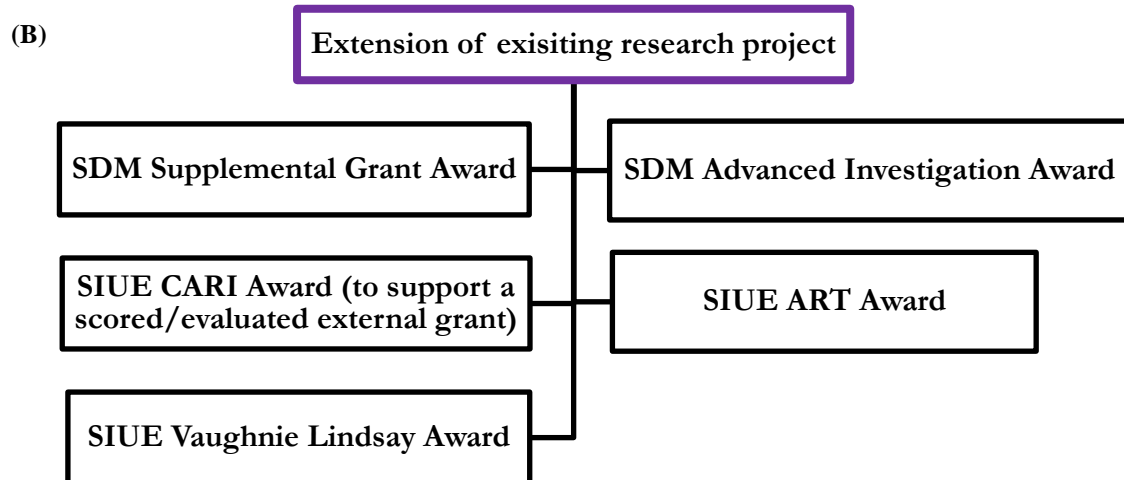 (B)
Extension of exisiting research project
SDM Supplemental Grant Award
SDM Advanced Investigation Award
SIUE CARI Award (to support a
scored/evaluated external grant)
SIUE ART Award
SIUE Vaughnie Lindsay Award